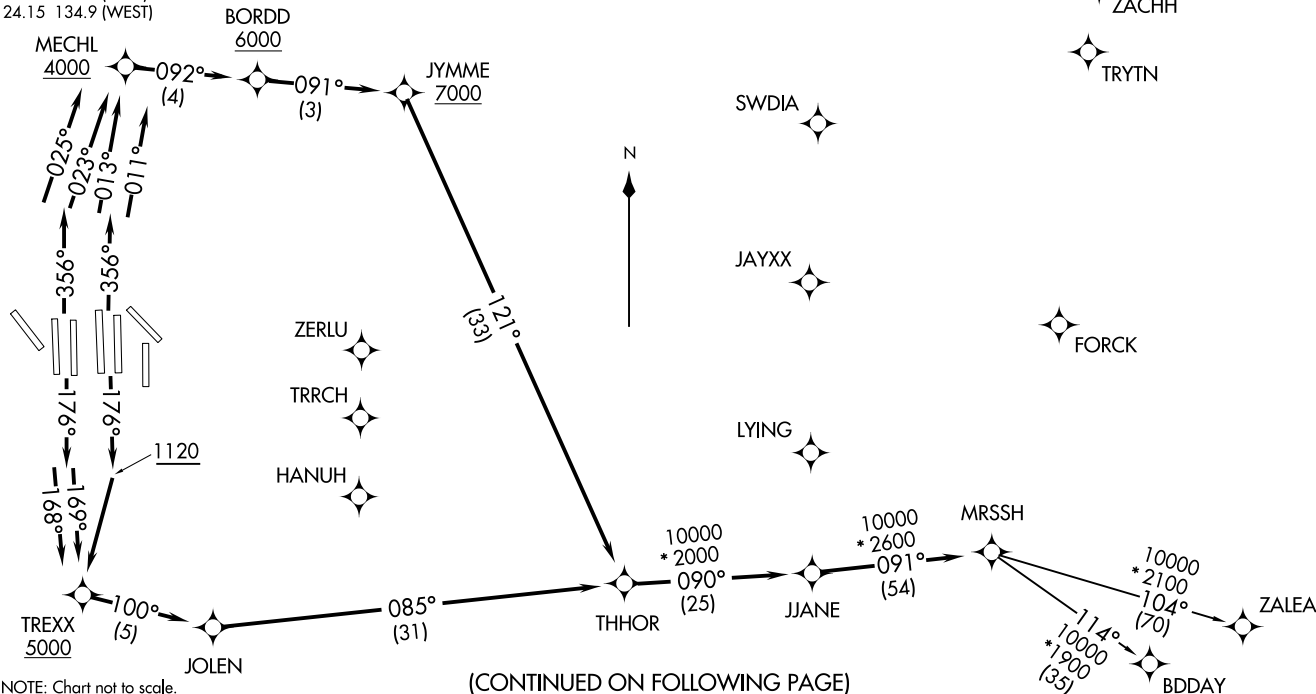 24.15 134.9 (WEST)
BORDD
6000
ZACHH
MECHL
4000
092°
(4)
091°
(3)
JYMME
7000
TRYTN
SWDIA
025°
023°
013°
011°
N
356°
356°
121°
(33)
JAYXX
ZERLU
FORCK
TRRCH
176°
176°
LYING
1120
HANUH
198°
169°
MRSSH
10000
*2000
090°
(25)
10000
*2600
091°
(54)
10000
*2100
104°
(70)
TREXX
5000
100°
(5)
085°
(31)
THHOR
JJANE
ZALEA
114°
10000
*1900
(35)
JOLEN
BDDAY
NOTE: Chart not to scale.
(CONTINUED ON FOLLOWING PAGE)